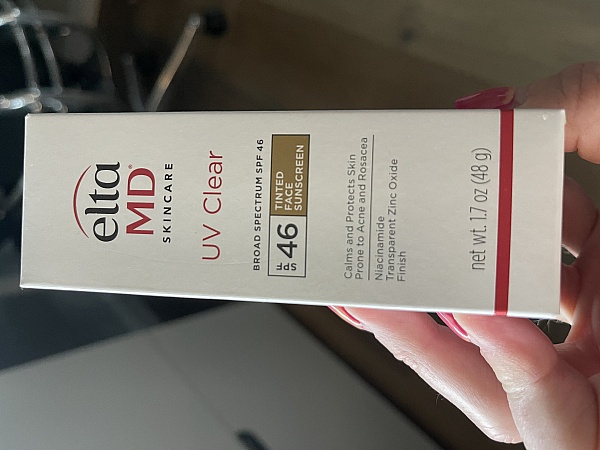 elta
MD®
SKINCARE
UV Clear
BROAD SPECTRUM SPF 46
SPF 46
TINTED
FACE
SUNSCREEN
Calms and Protects Skin
Prone to Acne and Rosacea
Niacinamide
Transparent Zinc Oxide
Finish
net wt. 1.7 oz (48 g)